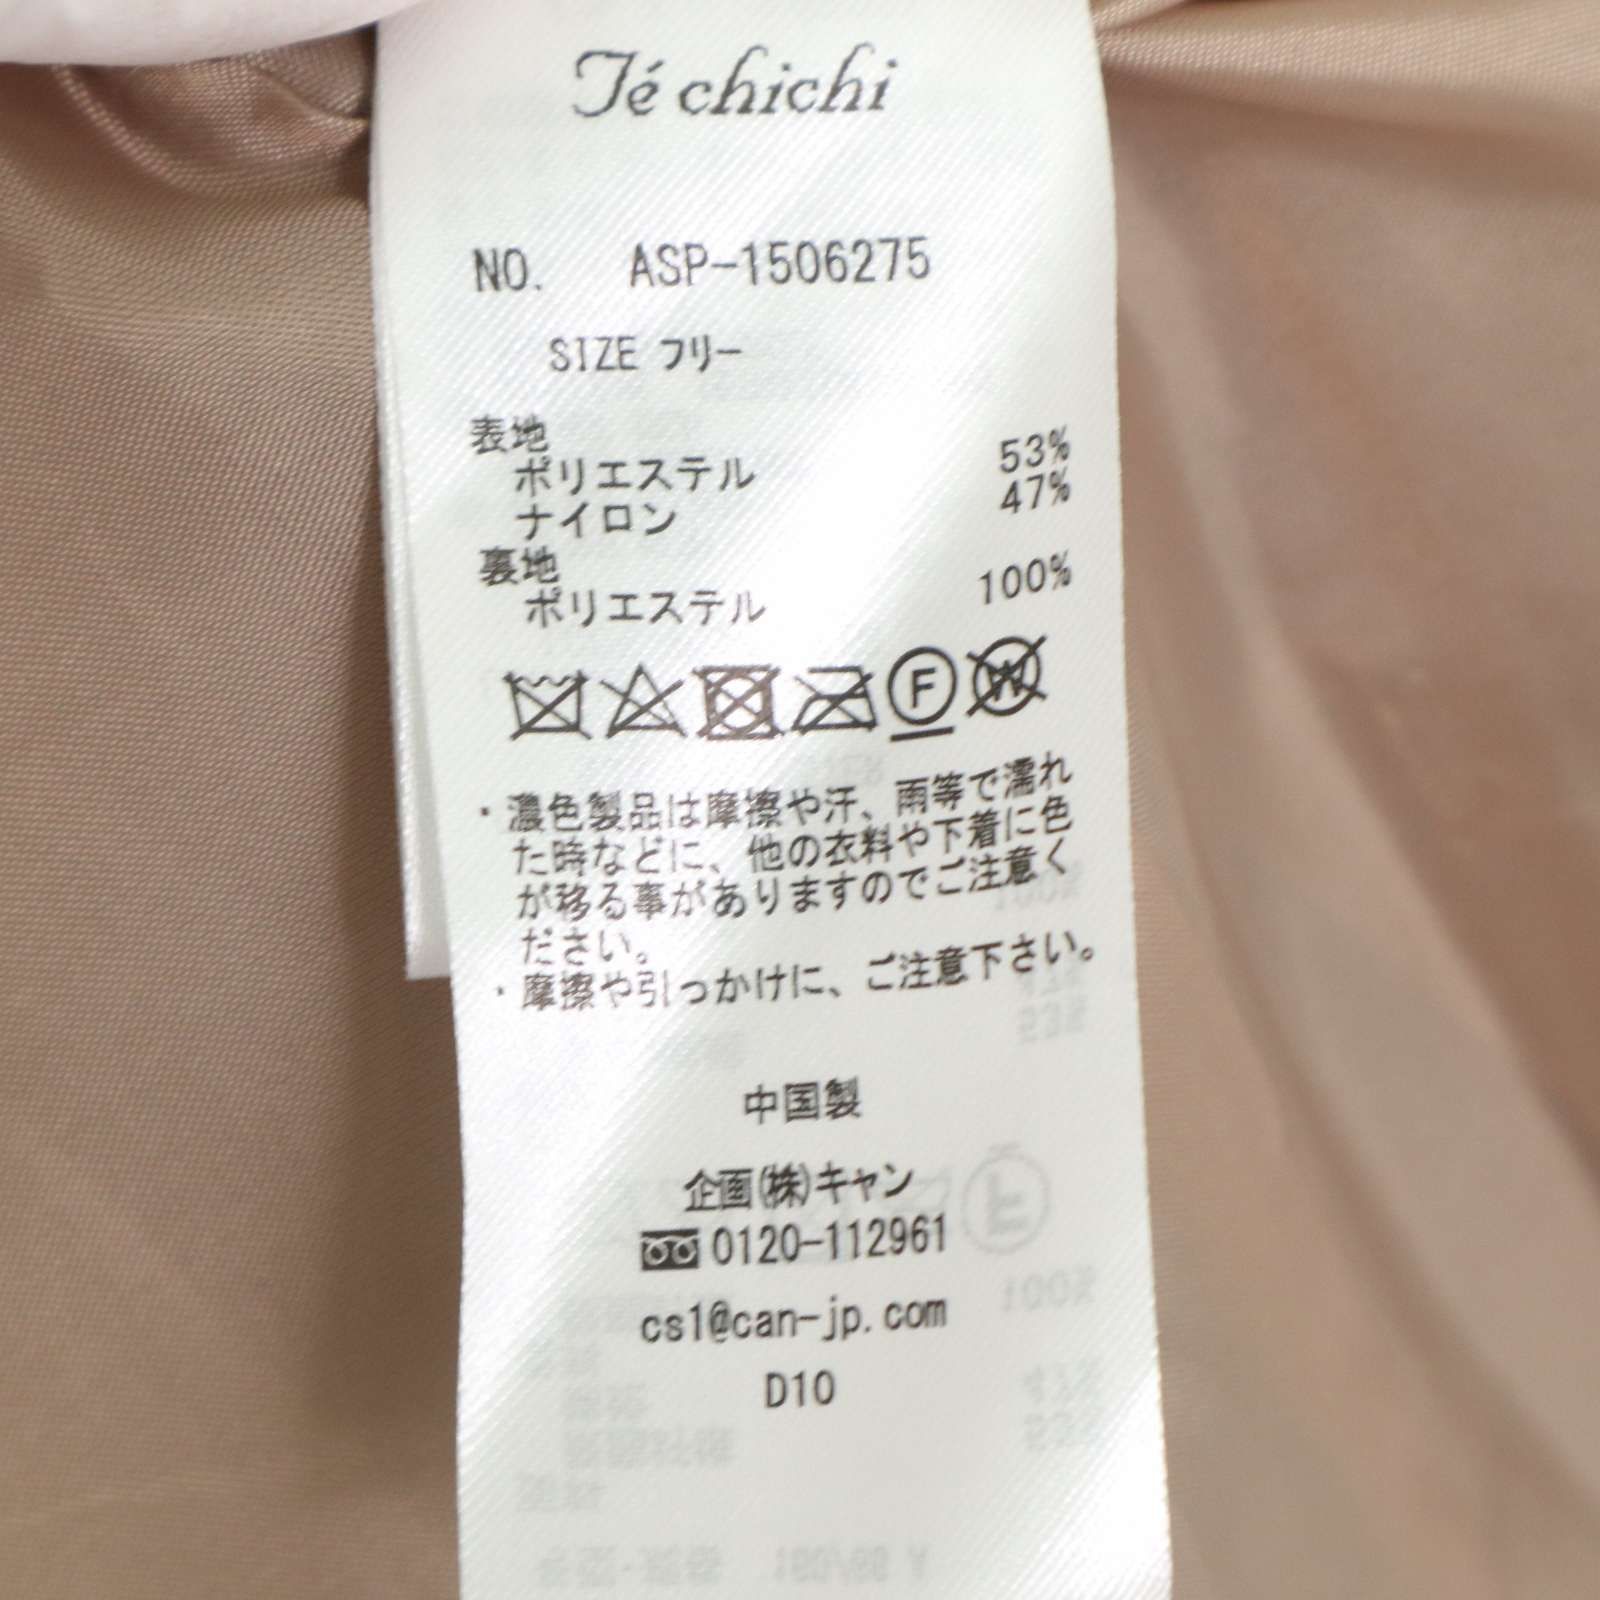 Té chichi
NO. ASP-1506275
SIZE フリー
表地
ポリエステル 53%
ナイロン 47%
裏地
ポリエステル 100%
F W
・濃色製品は摩擦や汗、雨等で濡れ
た時などに、他の衣料や下着に色
が移る事がありますのでご注意く
ださい。
・摩擦や引っかけに、ご注意下さい。
中国製
企画(株)キャン
0120-112961
cs1@can-jp.com
D10